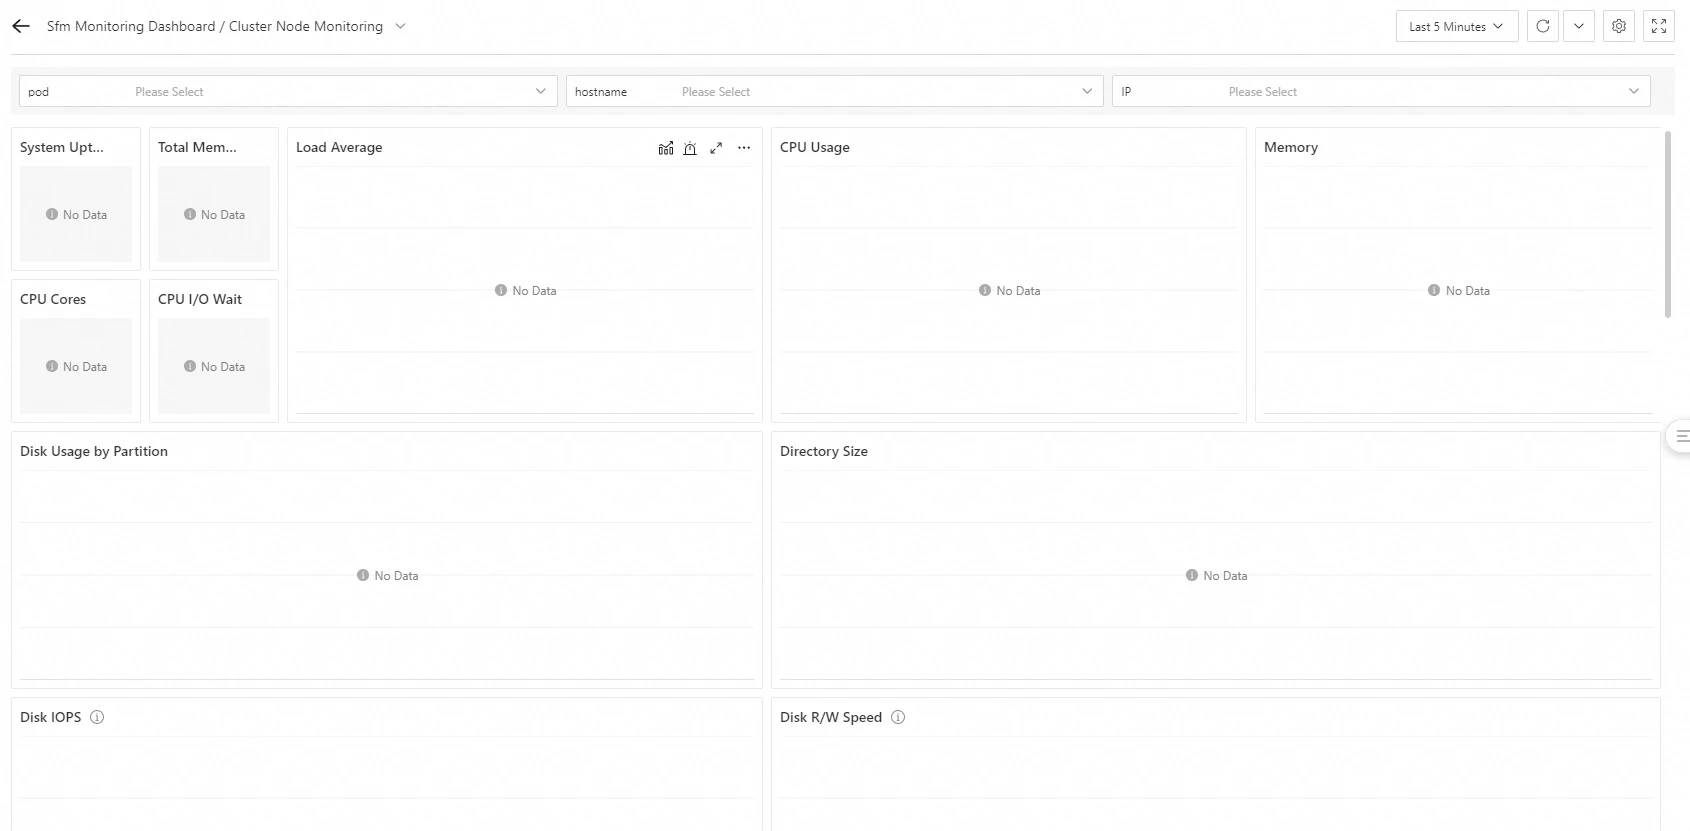 Sfm Monitoring Dashboard / Cluster Node Monitoring
Last 5 Minutes
pod Please Select
hostname Please Select
IP Please Select
System Upt...
No Data
Total Mem...
No Data
Load Average
No Data
CPU Usage
No Data
Memory
No Data
CPU Cores
No Data
CPU I/O Wait
No Data
Disk Usage by Partition
No Data
Directory Size
No Data
Disk IOPS
Disk R/W Speed